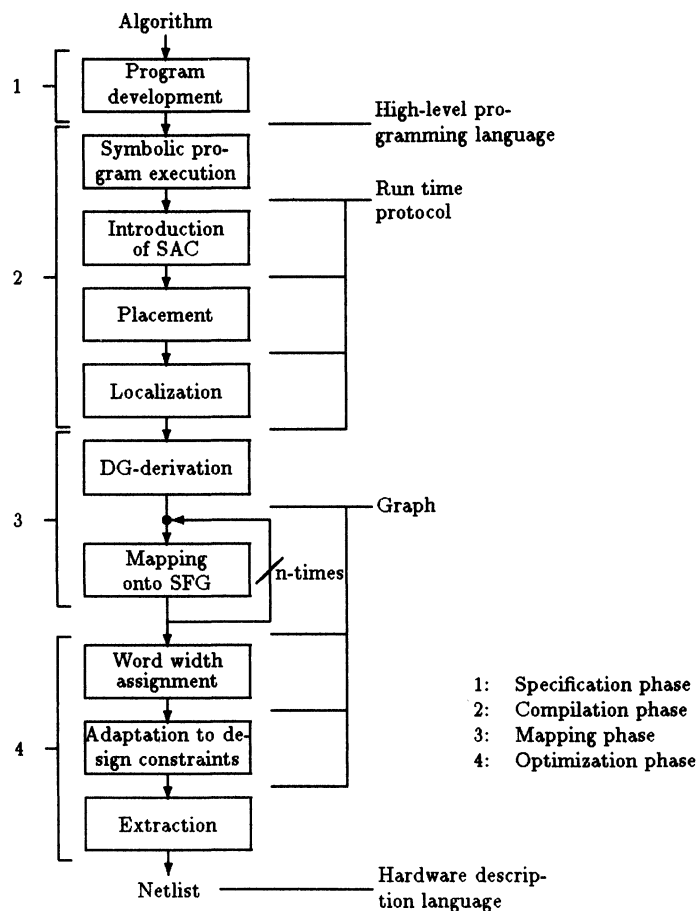 Algorithm
1
Program
development
High-level pro-
gramming language
Symbolic pro-
gram execution
Run time
protocol
Introduction
of SAC
2
Placement
Localization
DG-derivation
Graph
3
Mapping
onto SFG
n-times
Word width
assignment
1: Specification phase
2: Compilation phase
3: Mapping phase
4: Optimization phase
4
Adaptation to de-
sign constraints
Extraction
Netlist
Hardware descrip-
tion language